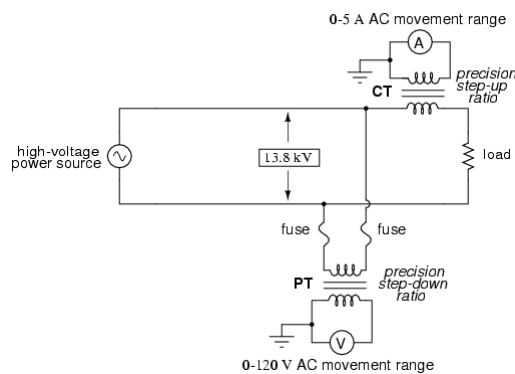 0-5 A AC movement range
A
CT
precision
step-up
ratio
high-voltage
power source
13.8 kV
load
fuse
fuse
PT
precision
step-down
ratio
V
0-120 V AC movement range